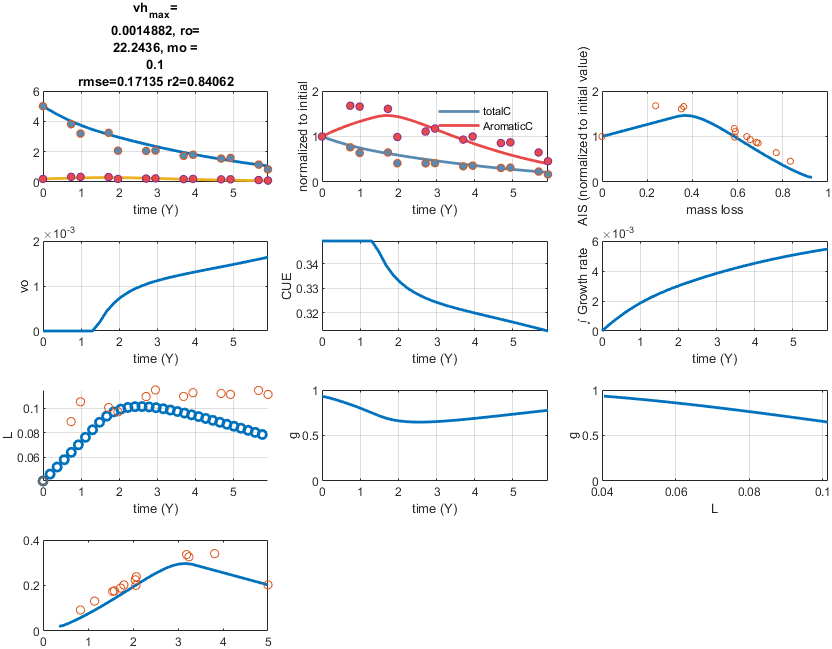 vh_max=
0.0014882, ro=
22.2436, mo =
0.1
rmse=0.17135 r2=0.84062
6
4
2
0
0 1 2 3 4 5
time (Y)
normalized to initial
2
1
0
totalC
AromaticC
0 1 2 3 4 5
time (Y)
AIS (normalized to initial value)
2
1
0
0 0.2 0.4 0.6 0.8 1
mass loss
×10^-3
vo
2
1
0
0 1 2 3 4 5
time (Y)
CUE
0.34
0.33
0.32
0 1 2 3 4 5
time (Y)
×10^-3
∫ Growth rate
6
4
2
0
0 1 2 3 4 5
time (Y)
L
0.1
0.08
0.06
0 1 2 3 4 5
time (Y)
g
1
0.5
0
0 1 2 3 4 5
time (Y)
g
1
0.5
0
0.04 0.06 0.08 0.1
L
0.4
0.2
0
0 1 2 3 4 5